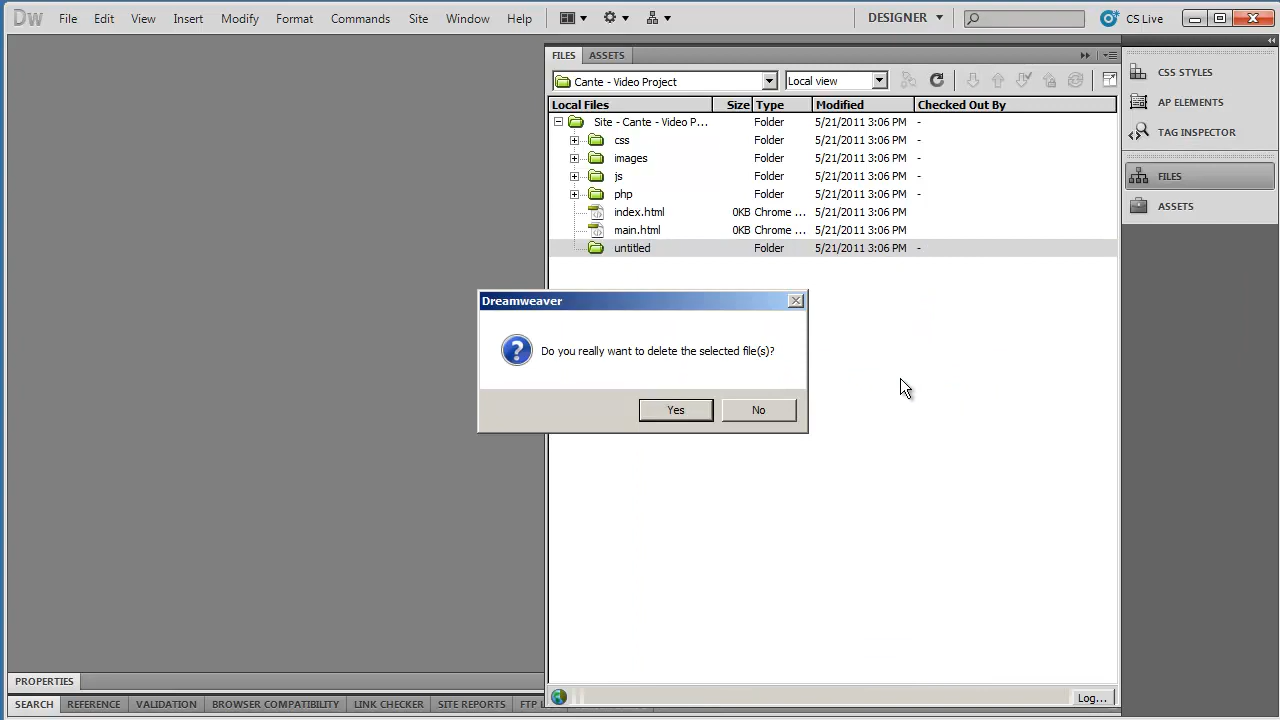 Dw File Edit View Insert Modify Format Commands Site Window Help DESIGNER CS Live
FILES ASSETS
Cante - Video Project Local view
Local Files Size Type Modified Checked Out By
Site - Cante - Video P... Folder 5/21/2011 3:06 PM -
css Folder 5/21/2011 3:06 PM -
images Folder 5/21/2011 3:06 PM -
js Folder 5/21/2011 3:06 PM -
php Folder 5/21/2011 3:06 PM -
index.html 0KB Chrome ... 5/21/2011 3:06 PM
main.html 0KB Chrome ... 5/21/2011 3:06 PM
untitled Folder 5/21/2011 3:06 PM -
CSS STYLES
AP ELEMENTS
TAG INSPECTOR
FILES
ASSETS
Dreamweaver
Do you really want to delete the selected file(s)?
Yes No
PROPERTIES
Log...
SEARCH REFERENCE VALIDATION BROWSER COMPATIBILITY LINK CHECKER SITE REPORTS FTP